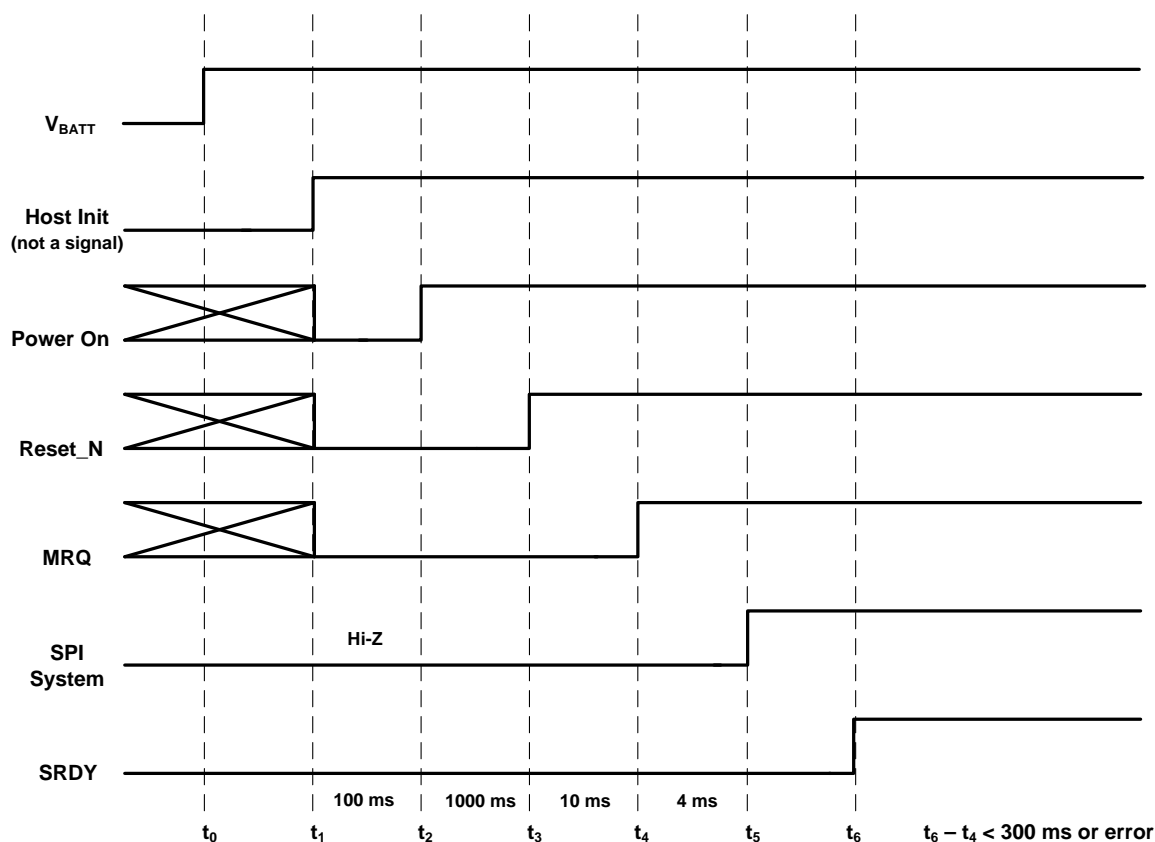 V_BATT
Host Init
(not a signal)
Power On
Reset_N
MRQ
Hi-Z
SPI
System
SRDY
100 ms
1000 ms
10 ms
4 ms
t₀
t₁
t₂
t₃
t₄
t₅
t₆
t₆ – t₄ < 300 ms or error